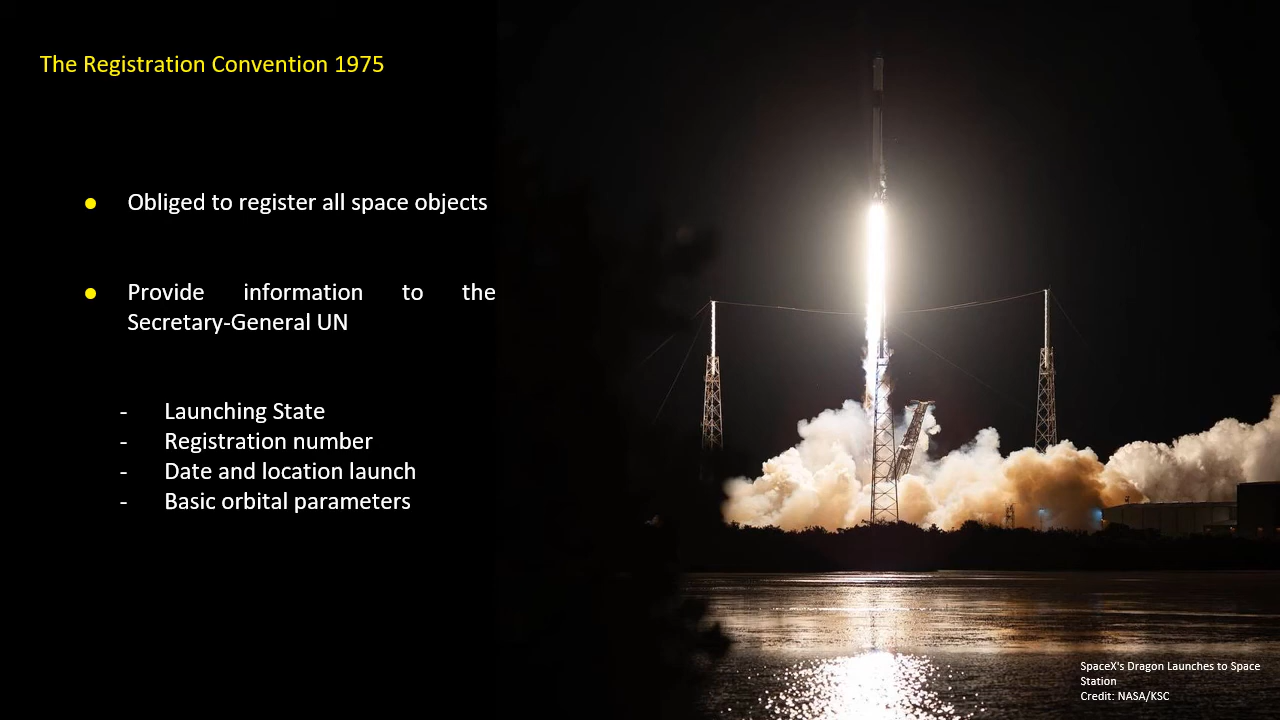 The Registration Convention 1975
● Obliged to register all space objects
● Provide information to the
Secretary-General UN
- Launching State
- Registration number
- Date and location launch
- Basic orbital parameters
SpaceX's Dragon Launches to Space
Station
Credit: NASA/KSC